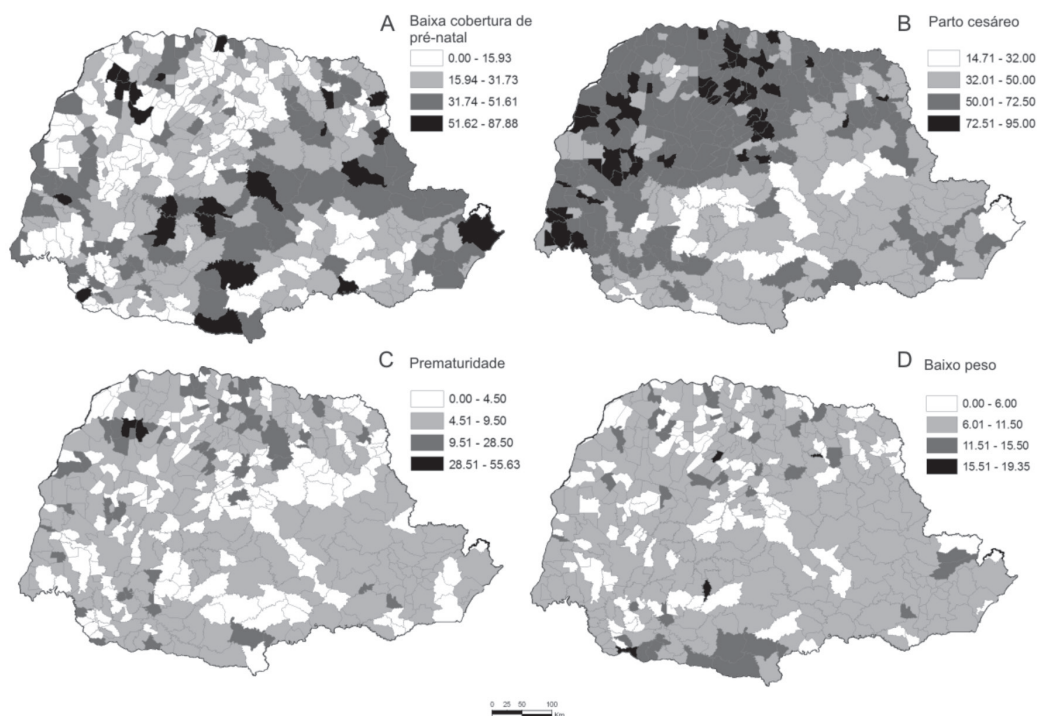 A
Baixa cobertura de
pré-natal
0.00 - 15.93
15.94 - 31.73
31.74 - 51.61
51.62 - 87.88
B
Parto cesáreo
14.71 - 32.00
32.01 - 50.00
50.01 - 72.50
72.51 - 95.00
C
Prematuridade
0.00 - 4.50
4.51 - 9.50
9.51 - 28.50
28.51 - 55.63
D
Baixo peso
0.00 - 6.00
6.01 - 11.50
11.51 - 15.50
15.51 - 19.35
0 25 50 100
Km